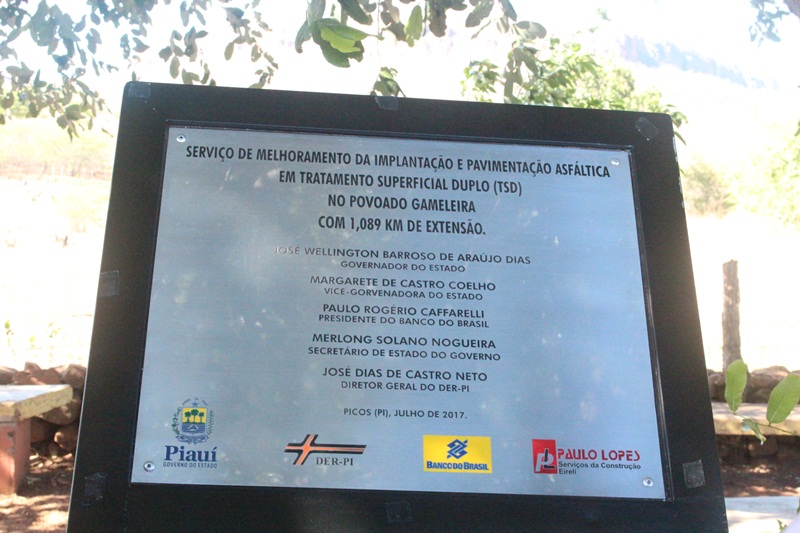 SERVIÇO DE MELHORAMENTO DA IMPLANTAÇÃO E PAVIMENTAÇÃO ASFÁLTICA
EM TRATAMENTO SUPERFICIAL DUPLO (TSD)
NO POVOADO GAMELEIRA
COM 1,089 KM DE EXTENSÃO.
JOSÉ WELLINGTON BARROSO DE ARAÚJO DIAS
GOVERNADOR DO ESTADO
MARGARETE DE CASTRO COELHO
VICE-GORVENADORA DO ESTADO
PAULO ROGÉRIO CAFFARELLI
PRESIDENTE DO BANCO DO BRASIL
MERLONG SOLANO NOGUEIRA
SECRETÁRIO DE ESTADO DO GOVERNO
JOSÉ DIAS DE CASTRO NETO
DIRETOR GERAL DO DER-PI
PICOS (PI), JULHO DE 2017.
Piauí
GOVERNO DO ESTADO
DER-PI
BANCO DO BRASIL
PAULO LOPES
Serviços da Construção
Eireli